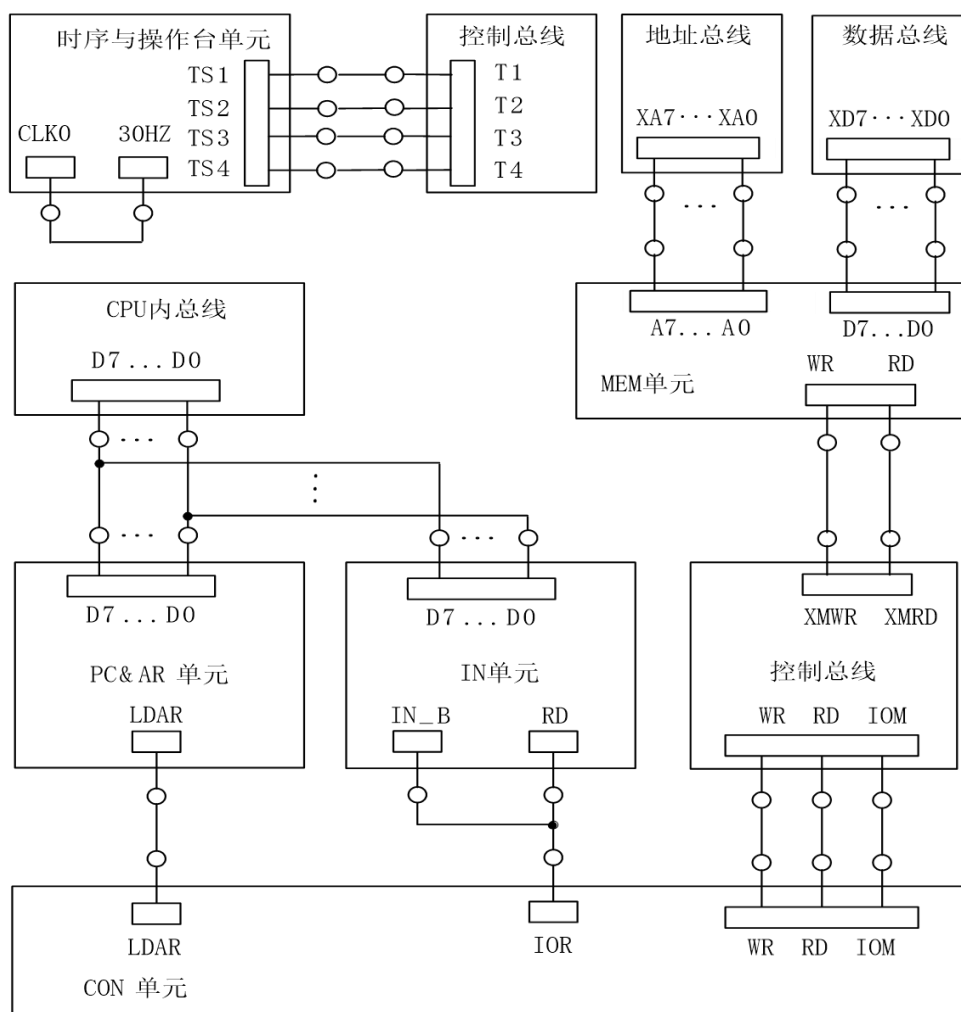 时序与操作台单元
TS1
TS2
CLK0
30HZ
TS3
TS4
控制总线
T1
T2
T3
T4
地址总线
XA7···XA0
···
数据总线
XD7···XD0
···
CPU内总线
D7...D0
···
···
···
D7...D0
PC&AR 单元
LDAR
···
D7...D0
IN单元
IN_B
RD
A7...A0
D7...D0
WR
RD
MEM单元
XMWR
XMRD
控制总线
WR
RD
IOM
LDAR
IOR
WR
RD
IOM
CON 单元